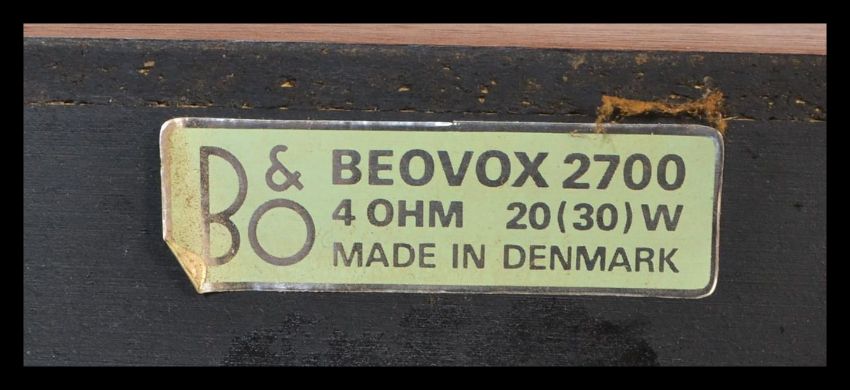 B&O
BEOVOX 2700
4 OHM 20(30)W
MADE IN DENMARK